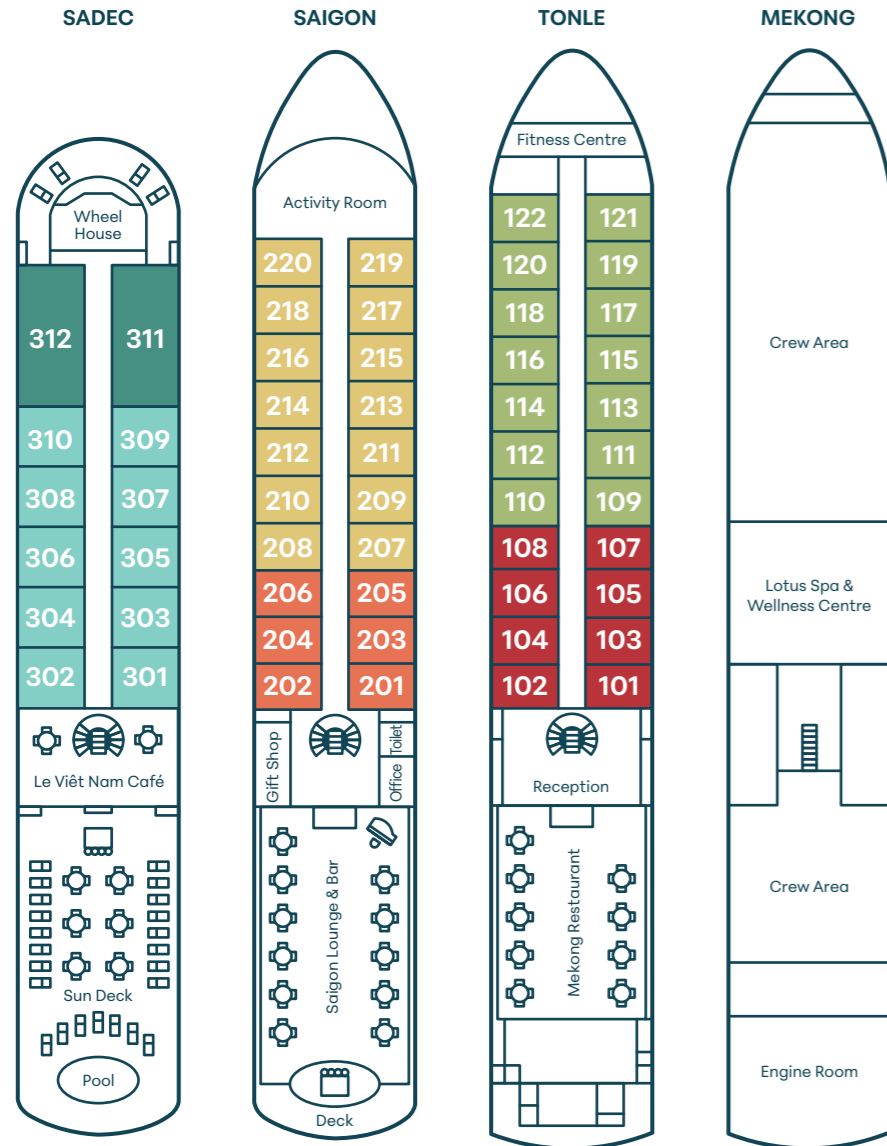 SADEC
Wheel
House
312 311
310 309
308 307
306 305
304 303
302 301
Le Viêt Nam Café
Sun Deck
Pool
SAIGON
Activity Room
220 219
218 217
216 215
214 213
212 211
210 209
208 207
206 205
204 203
202 201
Gift Shop
Toilet
Office
Saigon Lounge & Bar
Deck
TONLE
Fitness Centre
122 121
120 119
118 117
116 115
114 113
112 111
110 109
108 107
106 105
104 103
102 101
Reception
Mekong Restaurant
MEKONG
Crew Area
Lotus Spa &
Wellness Centre
Crew Area
Engine Room